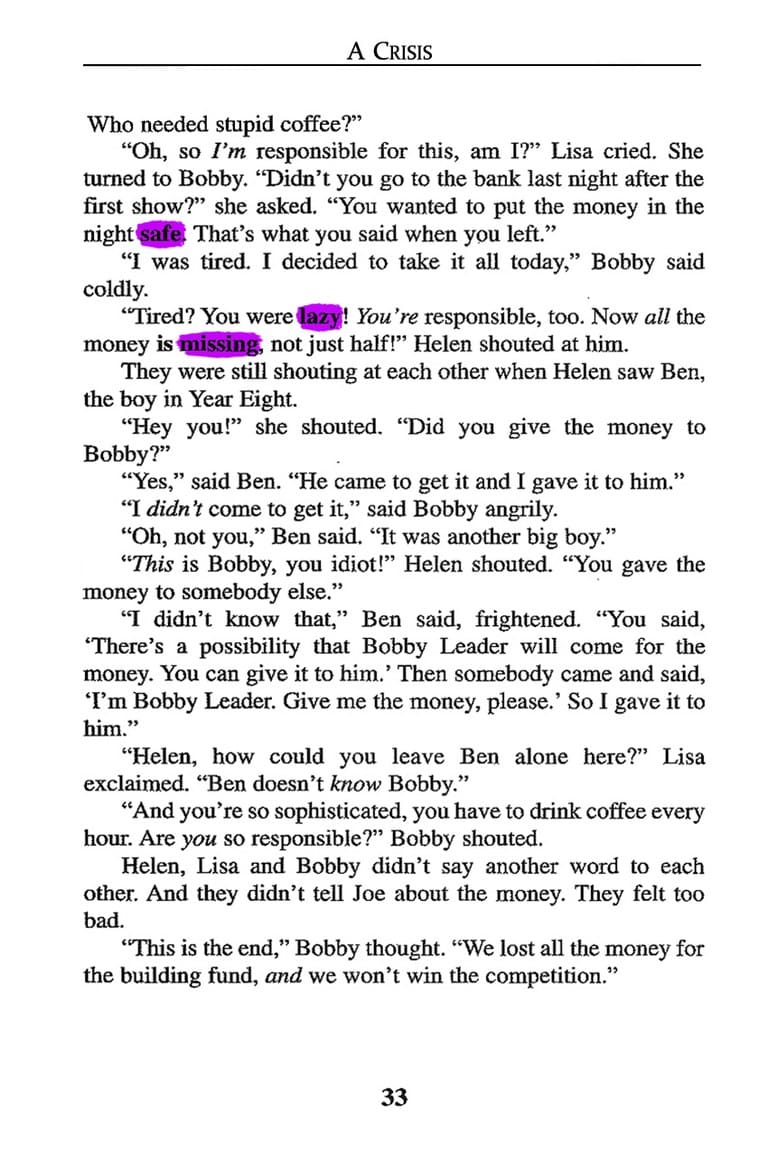 A CRISIS
Who needed stupid coffee?”
“Oh, so I’m responsible for this, am I?” Lisa cried. She
turned to Bobby. “Didn’t you go to the bank last night after the
first show?” she asked. “You wanted to put the money in the
night safe. That’s what you said when you left.”
“I was tired. I decided to take it all today,” Bobby said
coldly.
“Tired? You were lazy! You’re responsible, too. Now all the
money is missing, not just half!” Helen shouted at him.
They were still shouting at each other when Helen saw Ben,
the boy in Year Eight.
“Hey you!” she shouted. “Did you give the money to
Bobby?”
“Yes,” said Ben. “He came to get it and I gave it to him.”
“I didn’t come to get it,” said Bobby angrily.
“Oh, not you,” Ben said. “It was another big boy.”
“This is Bobby, you idiot!” Helen shouted. “You gave the
money to somebody else.”
“I didn’t know that,” Ben said, frightened. “You said,
‘There’s a possibility that Bobby Leader will come for the
money. You can give it to him.’ Then somebody came and said,
‘I’m Bobby Leader. Give me the money, please.’ So I gave it to
him.”
“Helen, how could you leave Ben alone here?” Lisa
exclaimed. “Ben doesn’t know Bobby.”
“And you’re so sophisticated, you have to drink coffee every
hour. Are you so responsible?” Bobby shouted.
Helen, Lisa and Bobby didn’t say another word to each
other. And they didn’t tell Joe about the money. They felt too
bad.
“This is the end,” Bobby thought. “We lost all the money for
the building fund, and we won’t win the competition.”
33